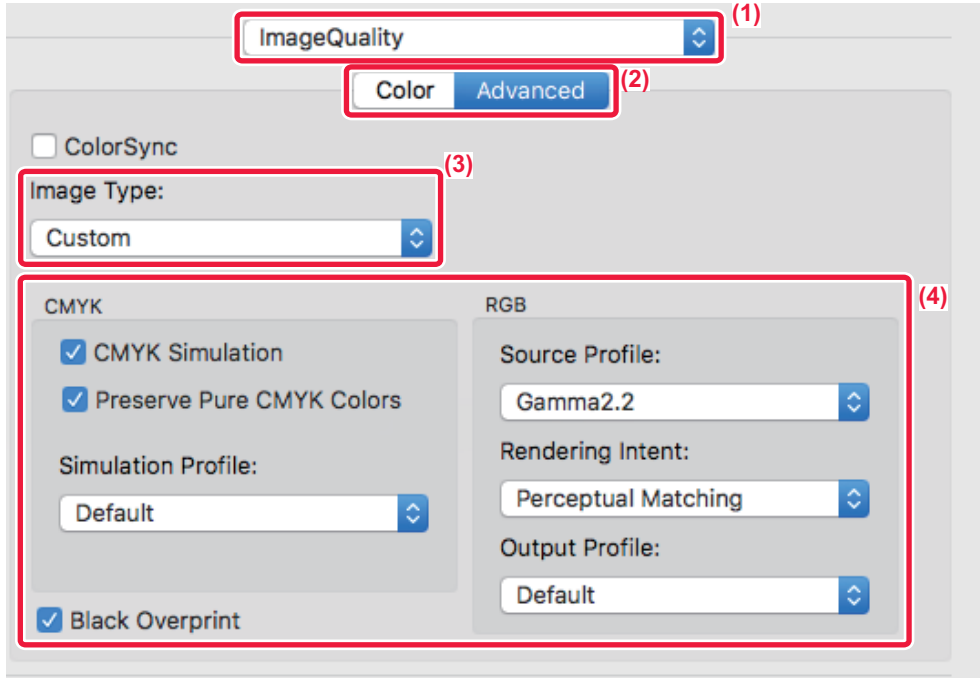 (1)
ImageQuality
(2)
Color Advanced
ColorSync
(3)
Image Type:
Custom
(4)
CMYK
CMYK Simulation
Preserve Pure CMYK Colors
Simulation Profile:
Default
Black Overprint
RGB
Source Profile:
Gamma2.2
Rendering Intent:
Perceptual Matching
Output Profile:
Default